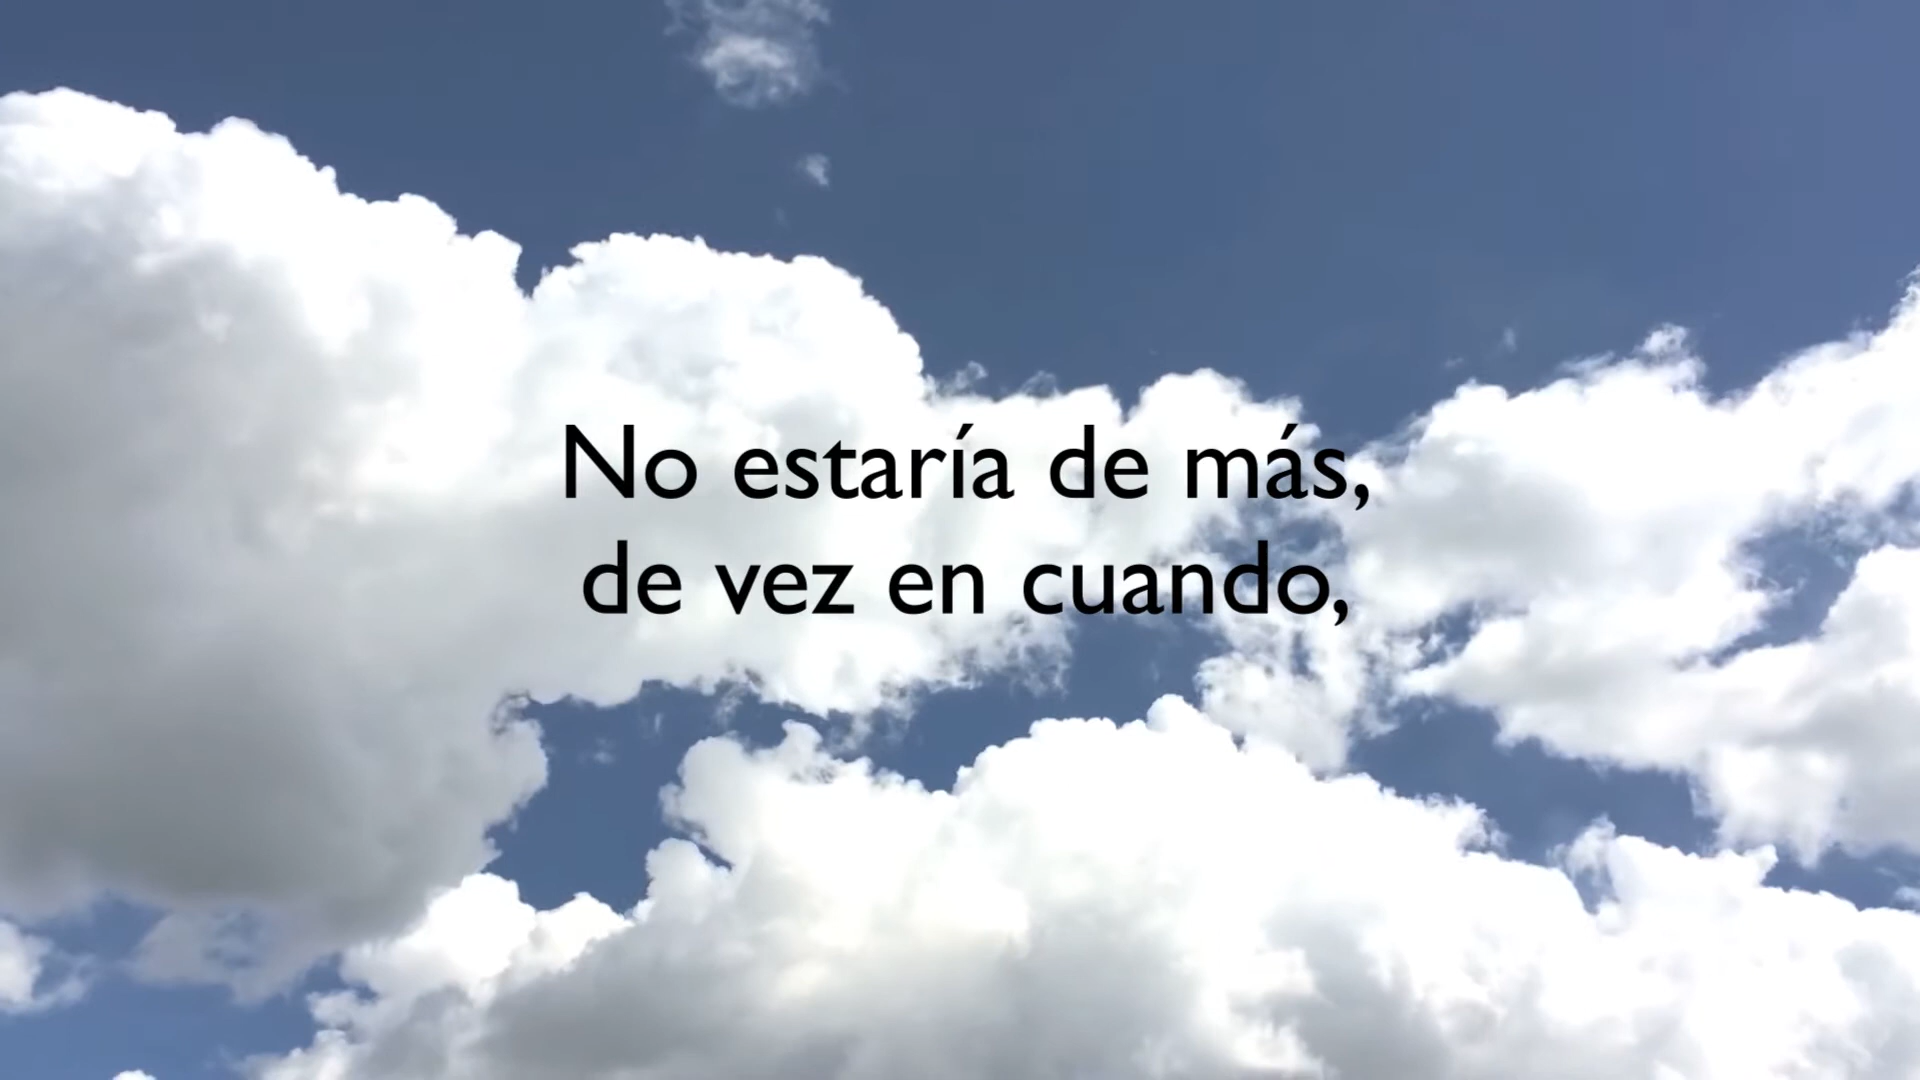 No estaría de más,
de vez en cuando,